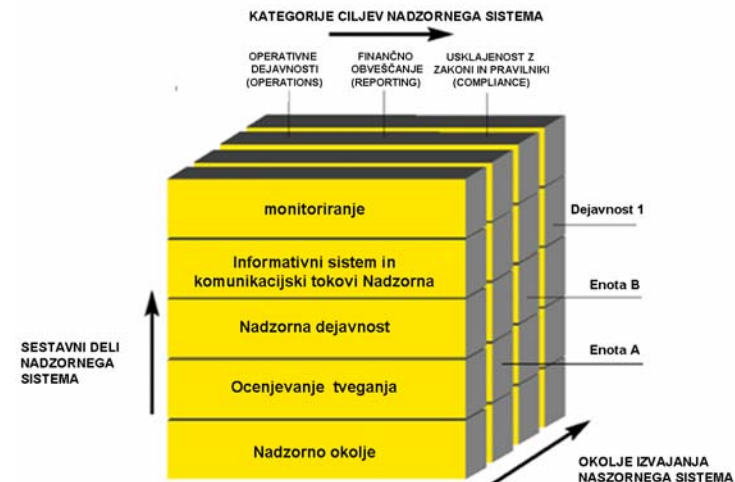 KATEGORIJE CILJEV NADZORNEGA SISTEMA
OPERATIVNE
DEJAVNOSTI
(OPERATIONS)
FINANČNO
OBVEŠČANJE
(REPORTING)
USKLAJENOST Z
ZAKONI IN PRAVILNIKI
(COMPLIANCE)
monitoriranje
Informativni sistem in
komunikacijski tokovi Nadzorna
Nadzorna dejavnost
Ocenjevanje tveganja
Nadzorno okolje
Dejavnost 1
Enota B
Enota A
SESTAVNI DELI
NADZORNEGA
SISTEMA
OKOLJE IZVAJANJA
NASZORNEGA SISTEMA